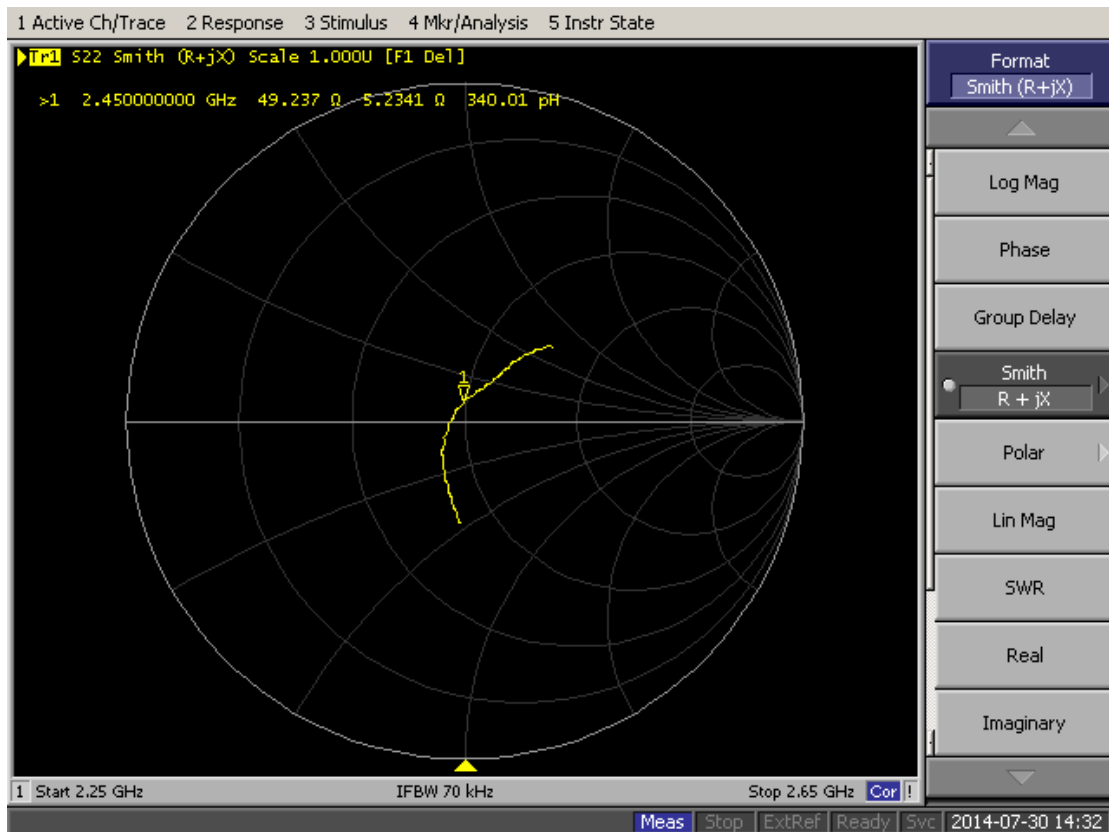 1 Active Ch/Trace 2 Response 3 Stimulus 4 Mkr/Analysis 5 Instr State
Tr1 S22 Smith (R+jX) Scale 1.000U [F1 Del]
>1 2.450000000 GHz 49.237 Ω 5.2341 Ω 340.01 pH
1
1 Start 2.25 GHz IFBW 70 kHz Stop 2.65 GHz Cor !
Format
Smith (R+jX)
Log Mag
Phase
Group Delay
Smith
R + jX
Polar
Lin Mag
SWR
Real
Imaginary
Meas Stop ExtRef Ready Svc 2014-07-30 14:32